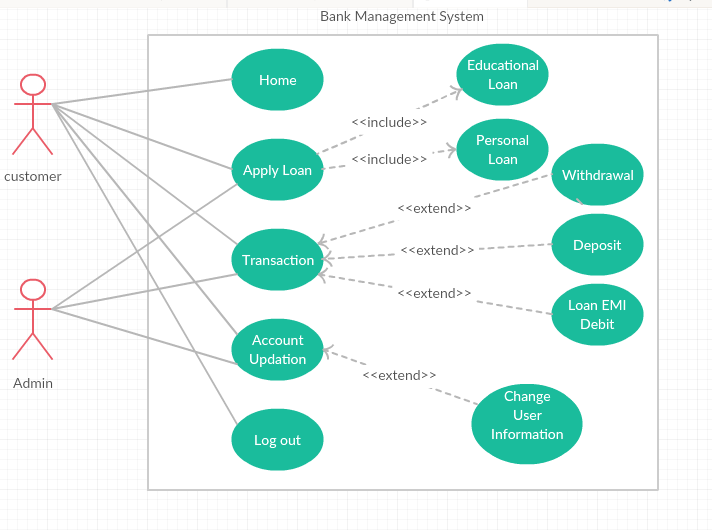 Bank Management System
Home
Educational
Loan
<<include>>
Personal
Loan
<<include>>
Apply Loan
customer
Withdrawal
<<extend>>
Transaction
<<extend>>
Deposit
<<extend>>
Loan EMI
Debit
Admin
Account
Updation
<<extend>>
Change
User
Information
Log out